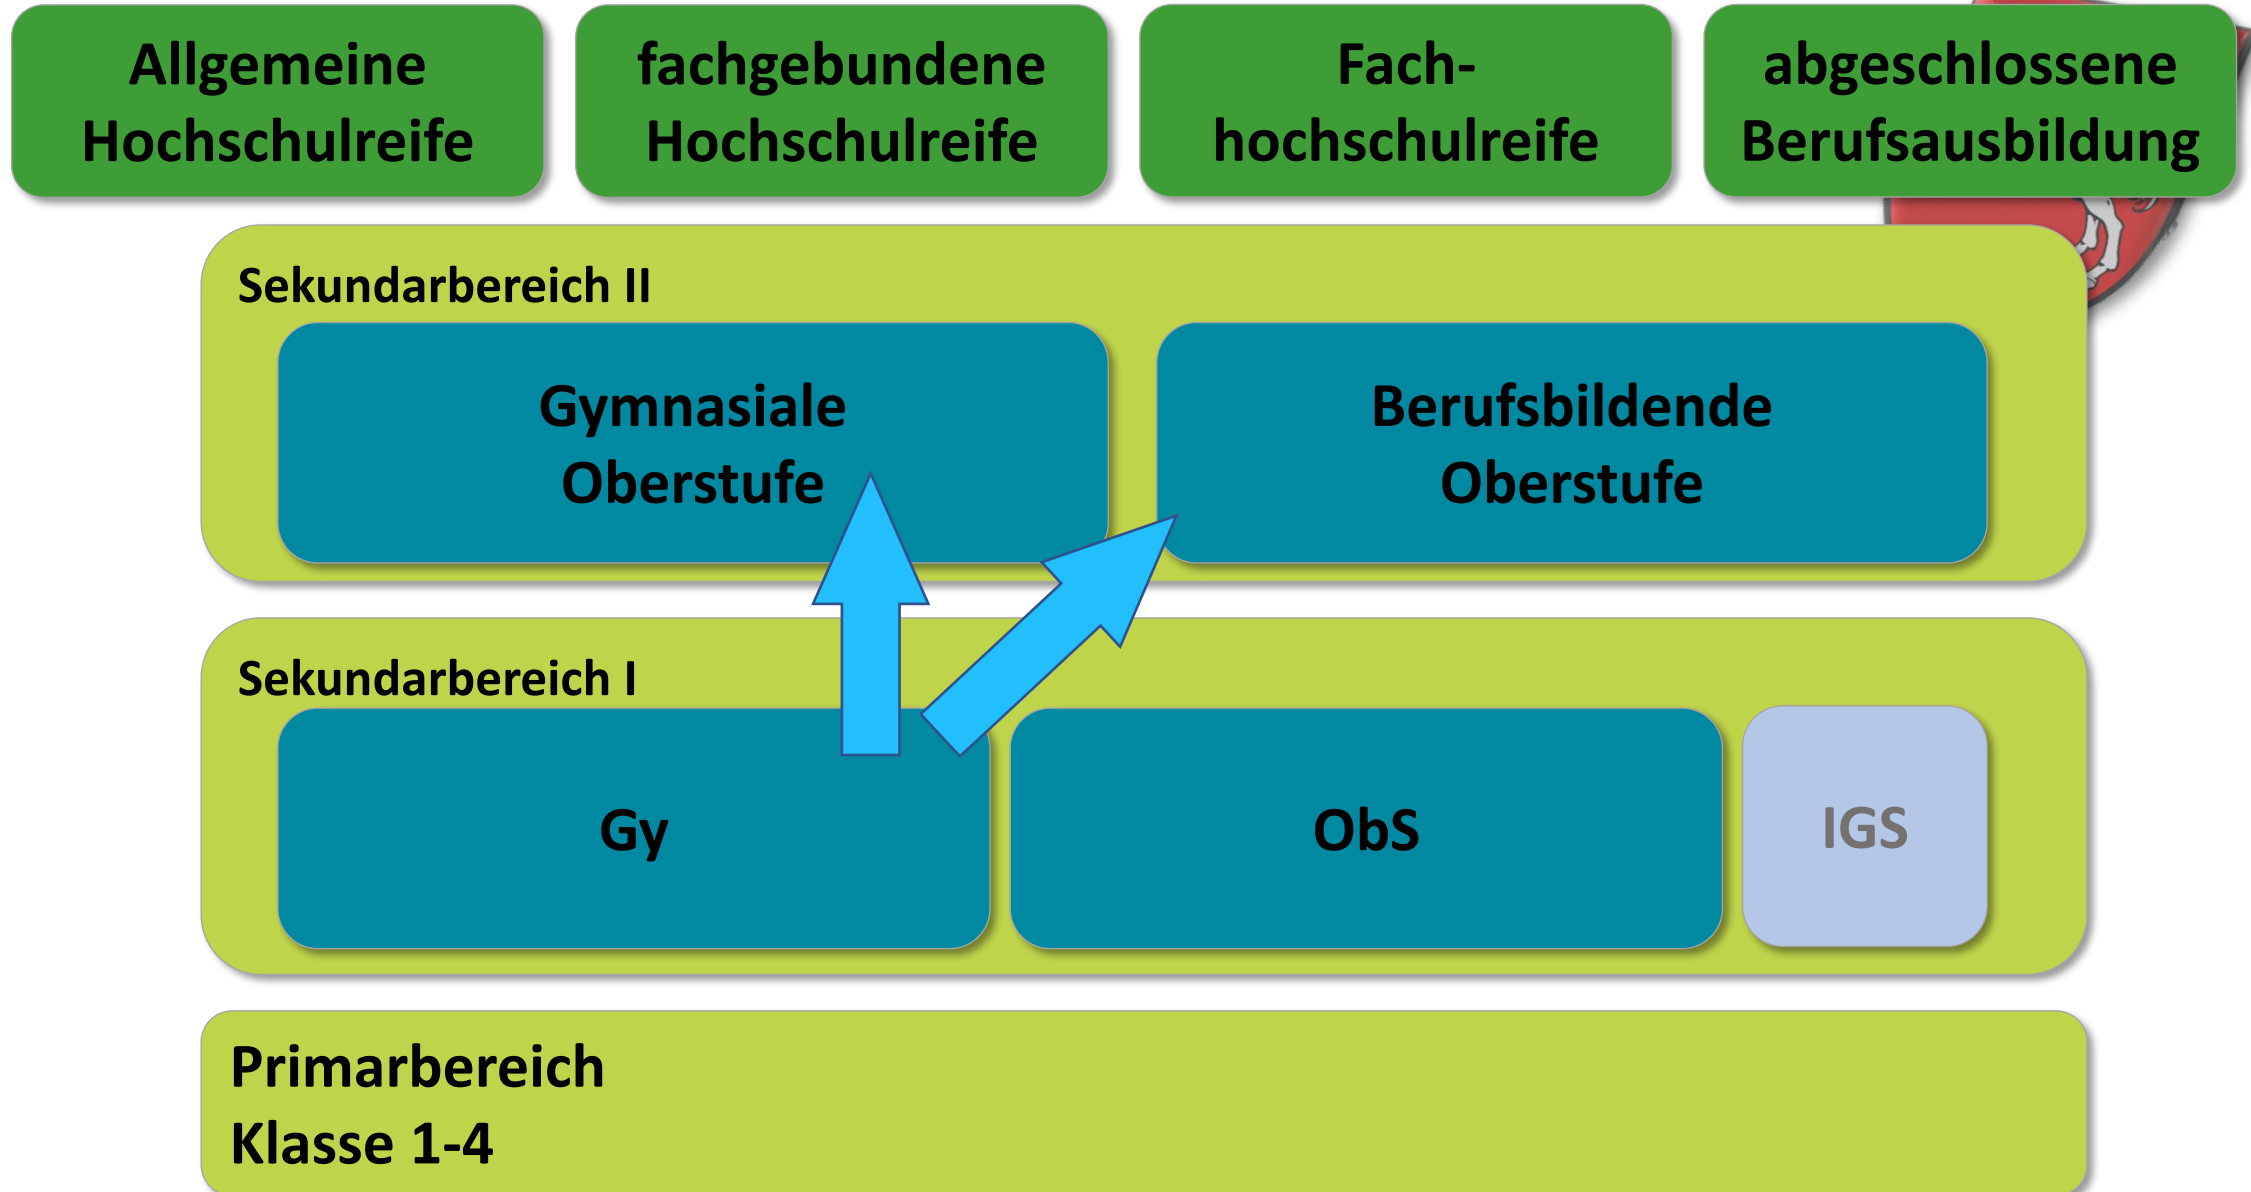 Allgemeine
Hochschulreife
fachgebundene
Hochschulreife
Fach-
hochschulreife
abgeschlossene
Berufsausbildung
Sekundarbereich II
Gymnasiale
Oberstufe
Berufsbildende
Oberstufe
Sekundarbereich I
Gy
ObS
IGS
Primarbereich
Klasse 1-4